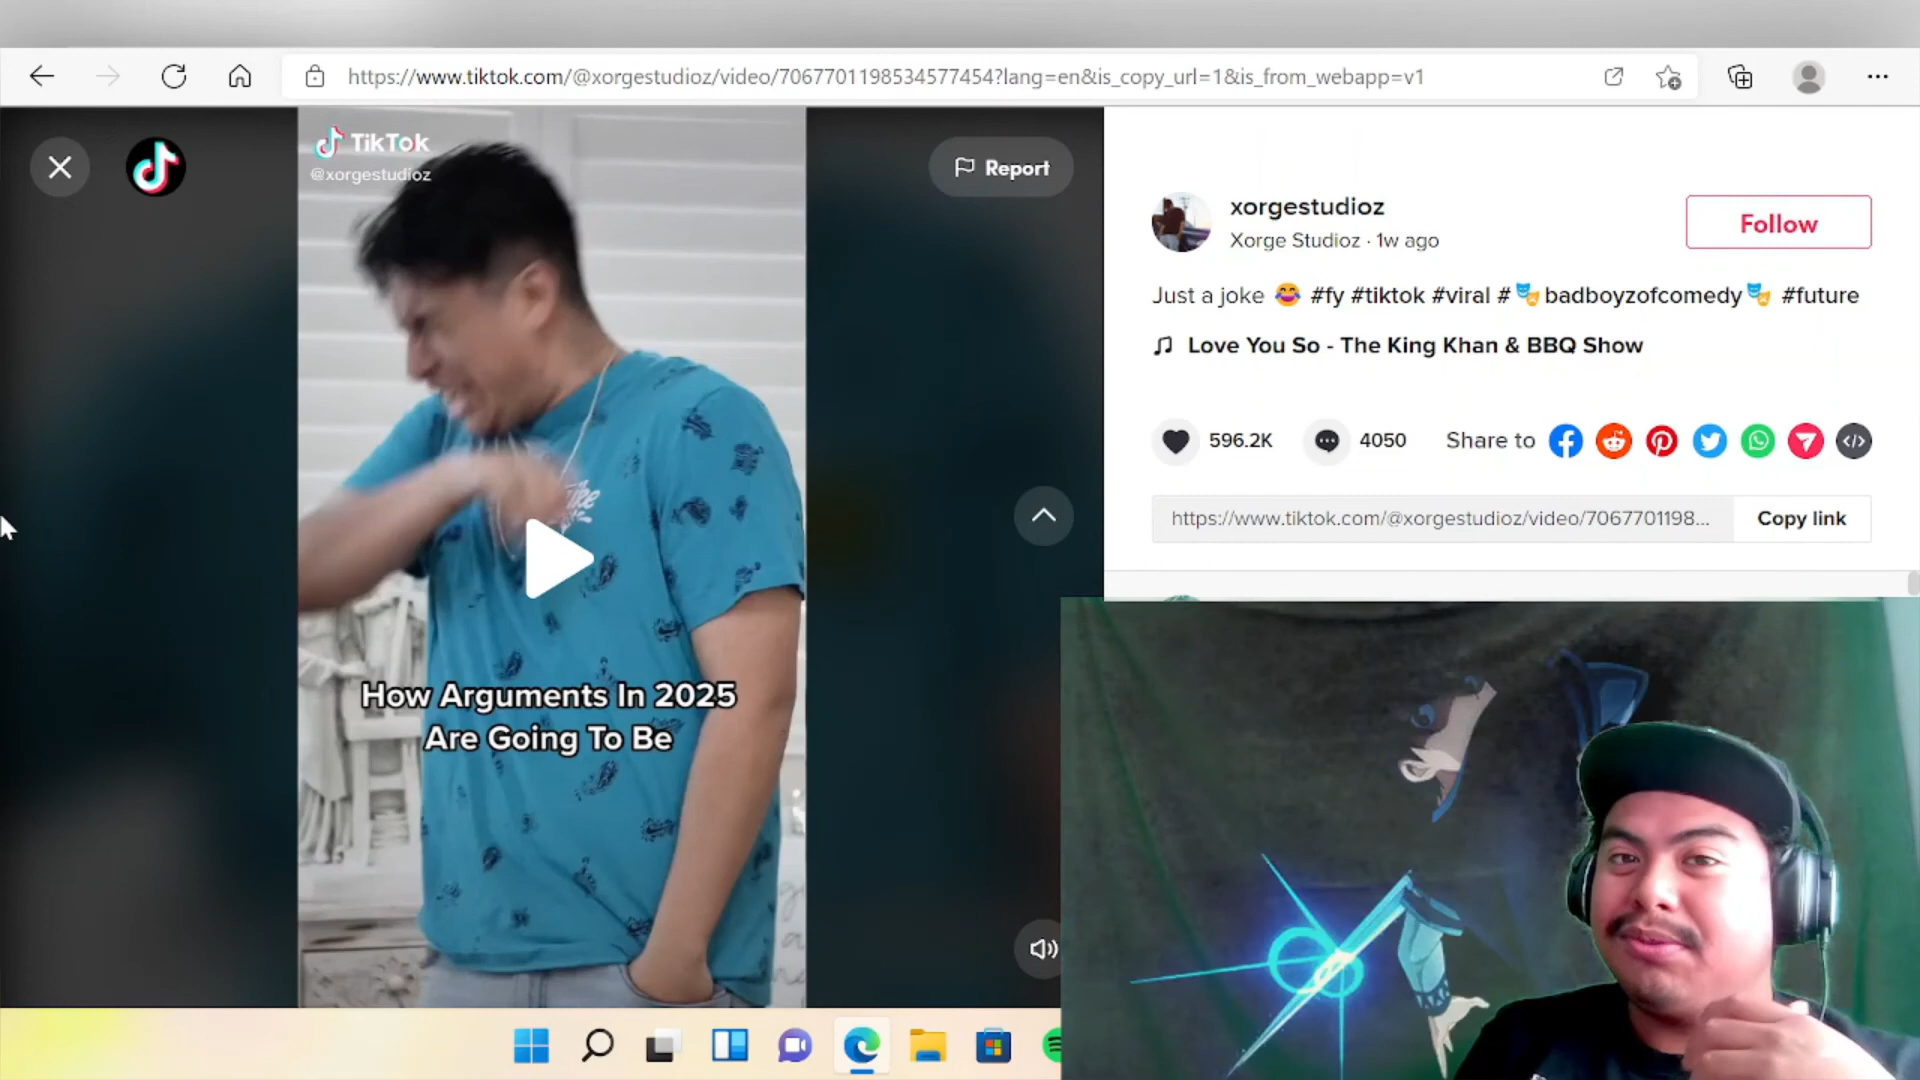 https://www.tiktok.com/@xorgestudioz/video/7067701198534577454?lang=en&is_copy_url=1&is_from_webapp=v1
TikTok
@xorgestudioz
Report
How Arguments In 2025
Are Going To Be
xorgestudioz
Xorge Studioz · 1w ago
Follow
Just a joke 😂 #fy #tiktok #viral #🎭badboyzofcomedy🎭 #future
Love You So - The King Khan & BBQ Show
596.2K
4050
Share to
https://www.tiktok.com/@xorgestudioz/video/7067701198...
Copy link